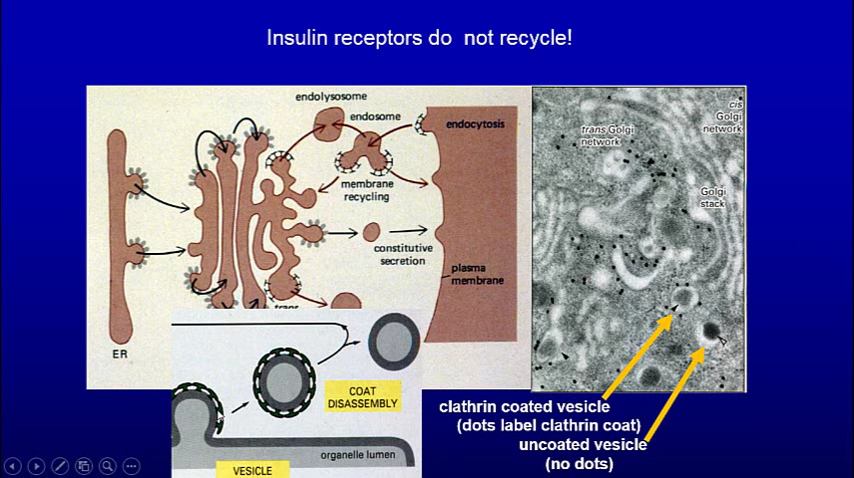 Insulin receptors do not recycle!
endolysosome
endosome
endocytosis
membrane
recycling
constitutive
secretion
plasma
membrane
trans
ER
COAT
DISASSEMBLY
organelle lumen
VESICLE
cis
Golgi
network
trans Golgi
network
Golgi
stack
clathrin coated vesicle
(dots label clathrin coat)
uncoated vesicle
(no dots)